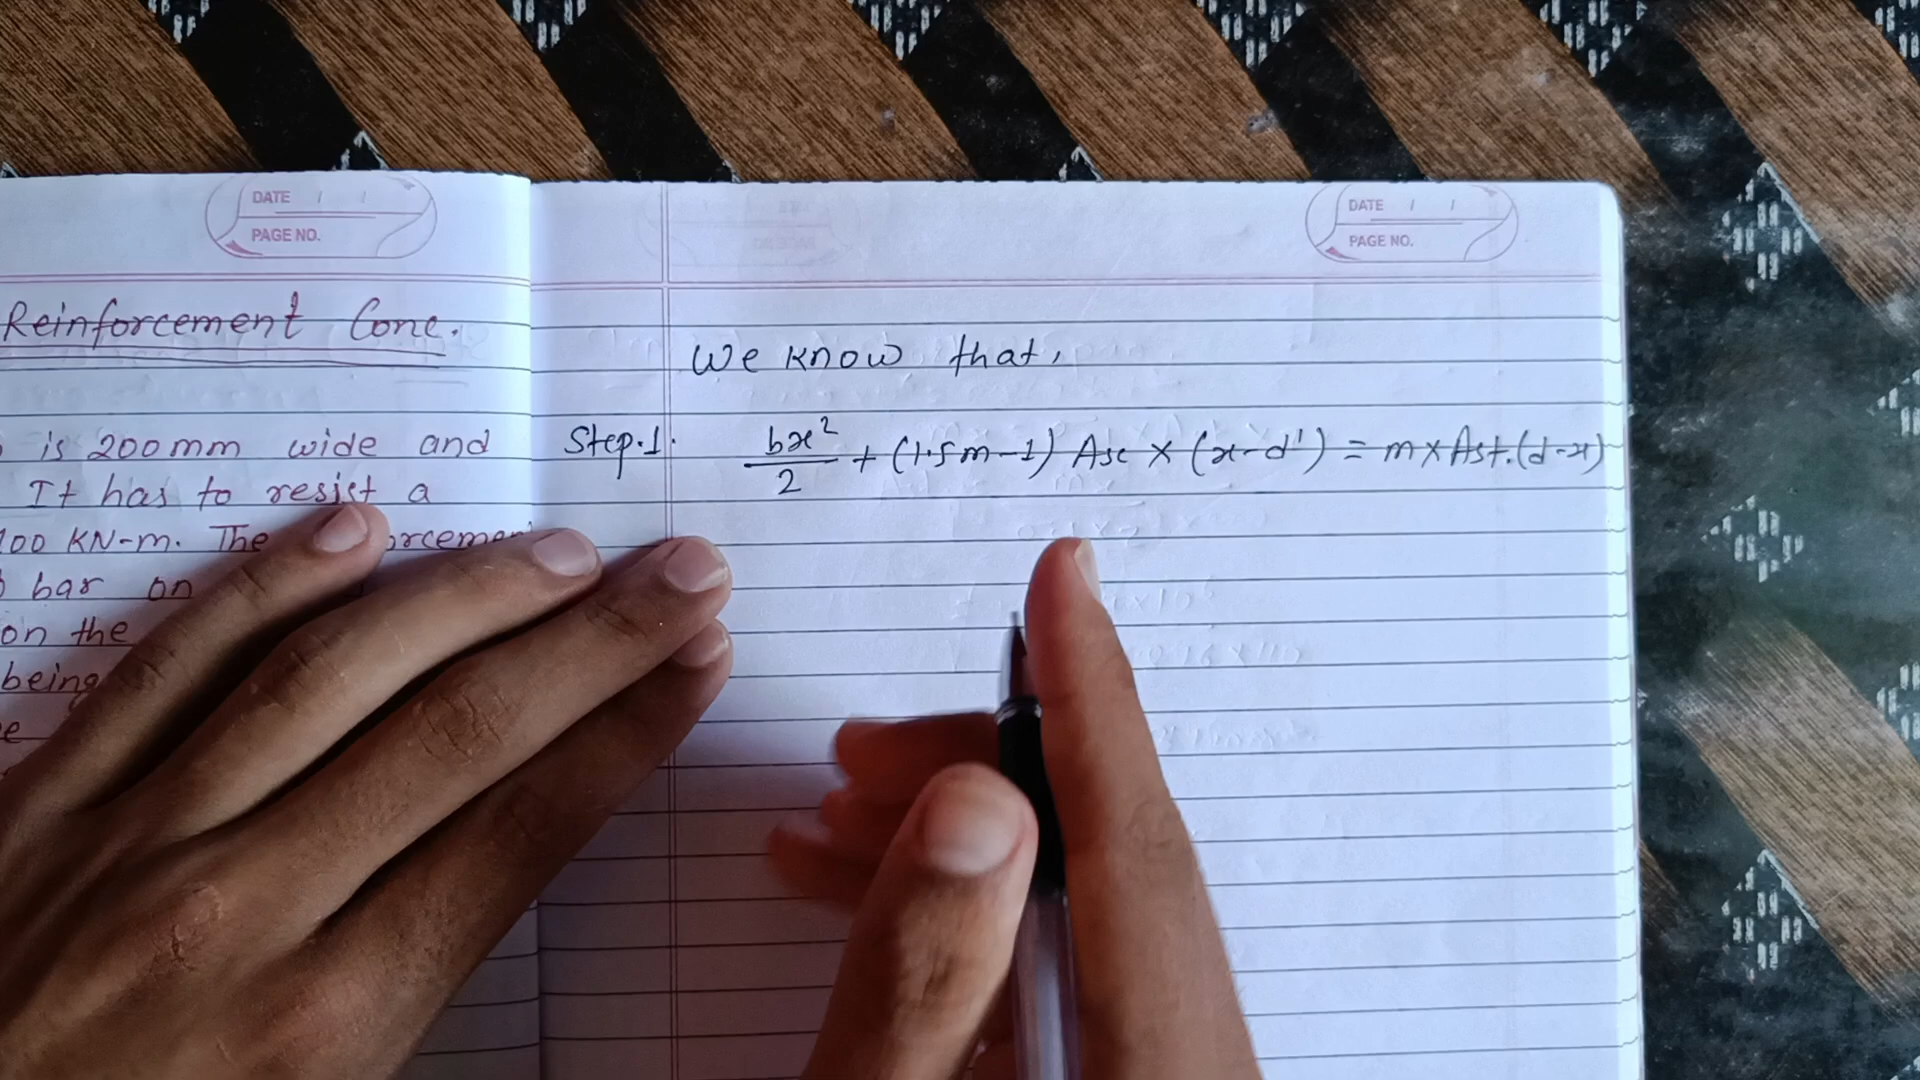 DATE / /
PAGE NO.
Reinforcement Conc.
is 200mm wide and
It has to resist a
100 KN-m. The
bar on
on the
being
DATE / /
PAGE NO.
We know that,
Step.1. bx²/2 + (1.5m-1) Asc × (x-d') = m×Ast.(d-x)